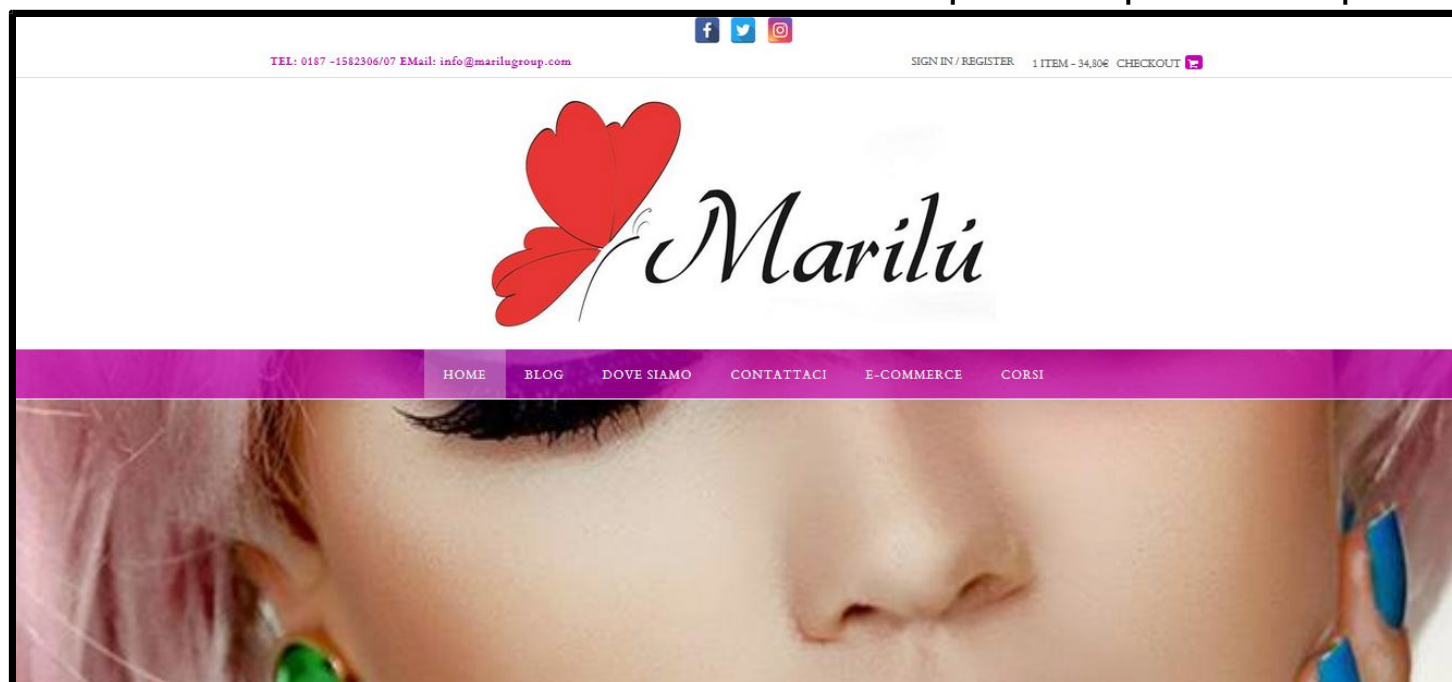 TEL: 0187 -1582306/07 EMail: info@marilugroup.com
SIGN IN / REGISTER 1 ITEM - 34,80€ CHECKOUT
Marilú
HOME BLOG DOVE SIAMO CONTATTACI E-COMMERCE CORSI